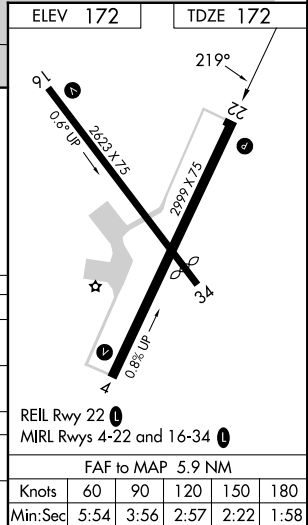 ELEV 172
TDZE 172
219°
16
V
0.6° UP
2623 X 75
22
P
2999 X 75
34
V
0.8% UP
4
REIL Rwy 22 L
MIRL Rwys 4-22 and 16-34 L
FAF to MAP 5.9 NM
Knots 60 90 120 150 180
Min:Sec 5:54 3:56 2:57 2:22 1:58